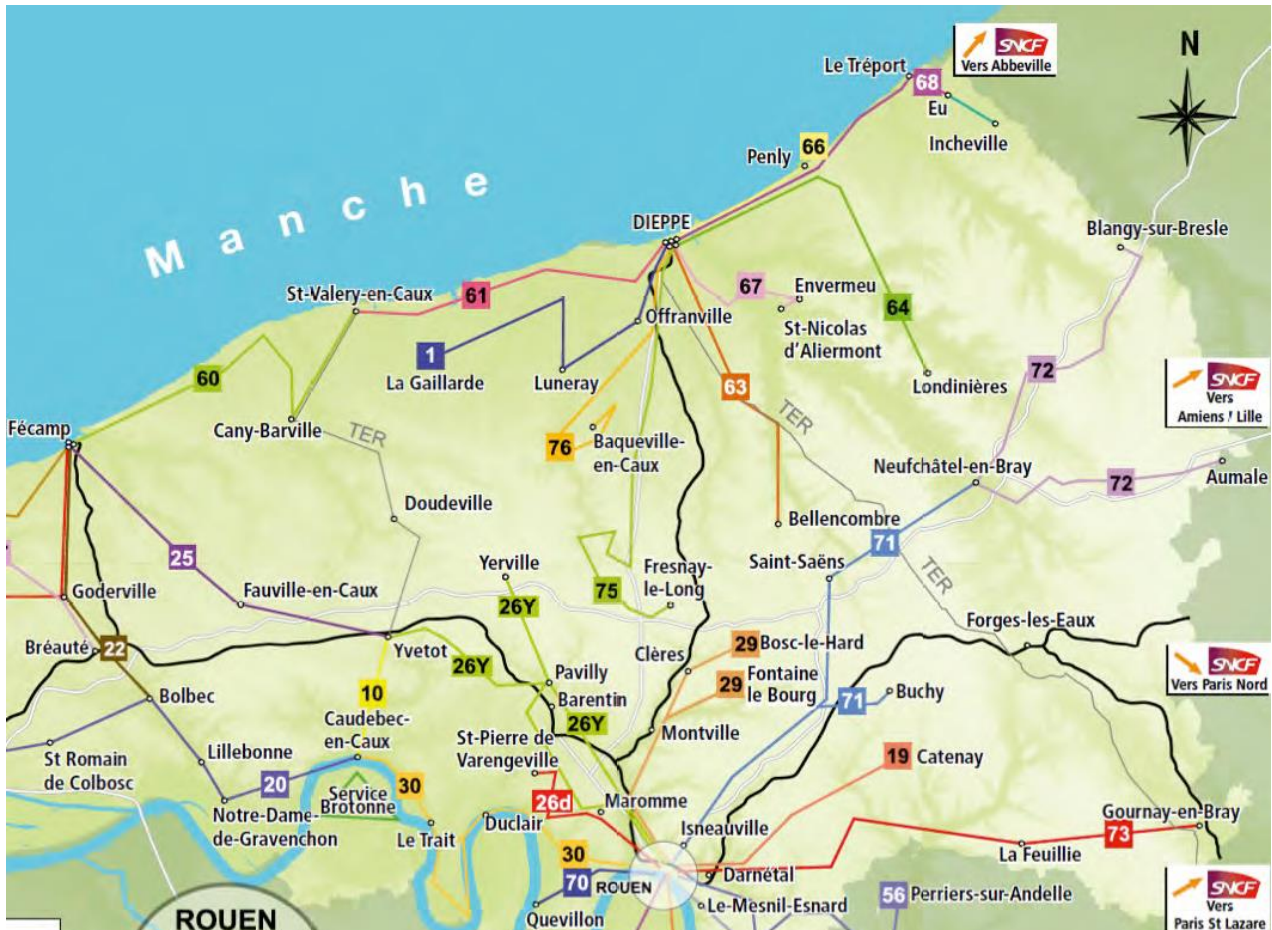 SNCF
Vers Abbeville
N
Le Tréport
68
Eu
Incheville
66
Penly
Manche
DIEPPE
Blangy-sur-Bresle
St-Valery-en-Caux
61
67
Envermeu
St-Nicolas
d'Aliermont
64
Offranville
1
La Gaillarde
Luneray
60
63
Londinières
72
SNCF
Vers
Amiens / Lille
Fécamp
Cany-Barville
TER
76
Baqueville-
en-Caux
TER
Neufchâtel-en-Bray
72
Aumale
Doudeville
Bellencombre
71
25
Yerville
Saint-Saëns
Fresnay-
le-Long
TER
Goderville
Fauville-en-Caux
26Y
75
Forges-les-Eaux
Bréauté
22
Yvetot
26Y
Clères
29
Bosc-le-Hard
SNCF
Vers Paris Nord
Pavilly
29
Fontaine
le Bourg
Bolbec
10
Barentin
26Y
71
Buchy
Caudebec-
en-Caux
St-Pierre de
Varengeville
Montville
St Romain
de Colbosc
Lillebonne
19
Catenay
20
Service
Brotonne
30
26d
Maromme
Notre-Dame-
de-Gravenchon
Le Trait
Duclair
Isneauville
Gournay-en-Bray
73
La Feuillie
30
70
ROUEN
Darnétal
SNCF
Vers
Paris St Lazare
Quevillon
Le-Mesnil-Esnard
56
Perriers-sur-Andelle
ROUEN